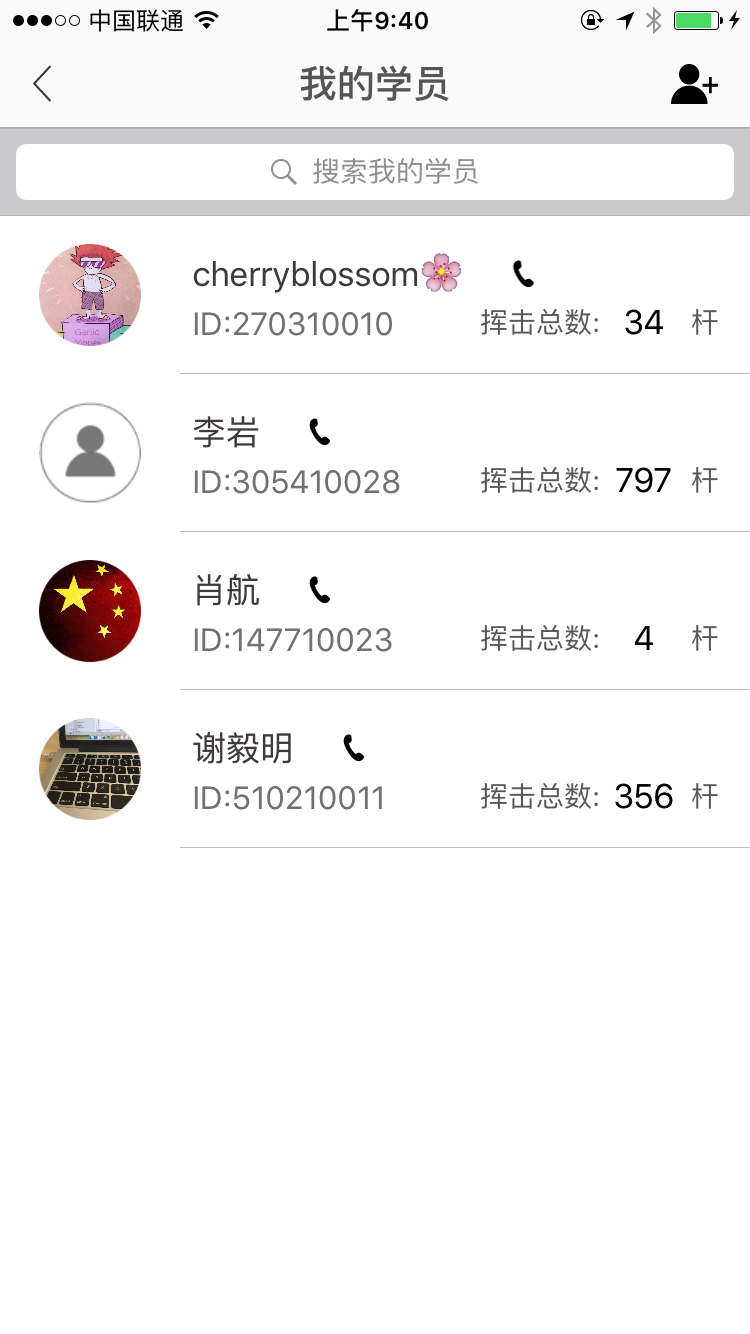 中国联通 上午9:40
我的学员
搜索我的学员
cherryblossom🌸
ID:270310010 挥击总数: 34 杆
李岩
ID:305410028 挥击总数: 797 杆
肖航
ID:147710023 挥击总数: 4 杆
谢毅明
ID:510210011 挥击总数: 356 杆